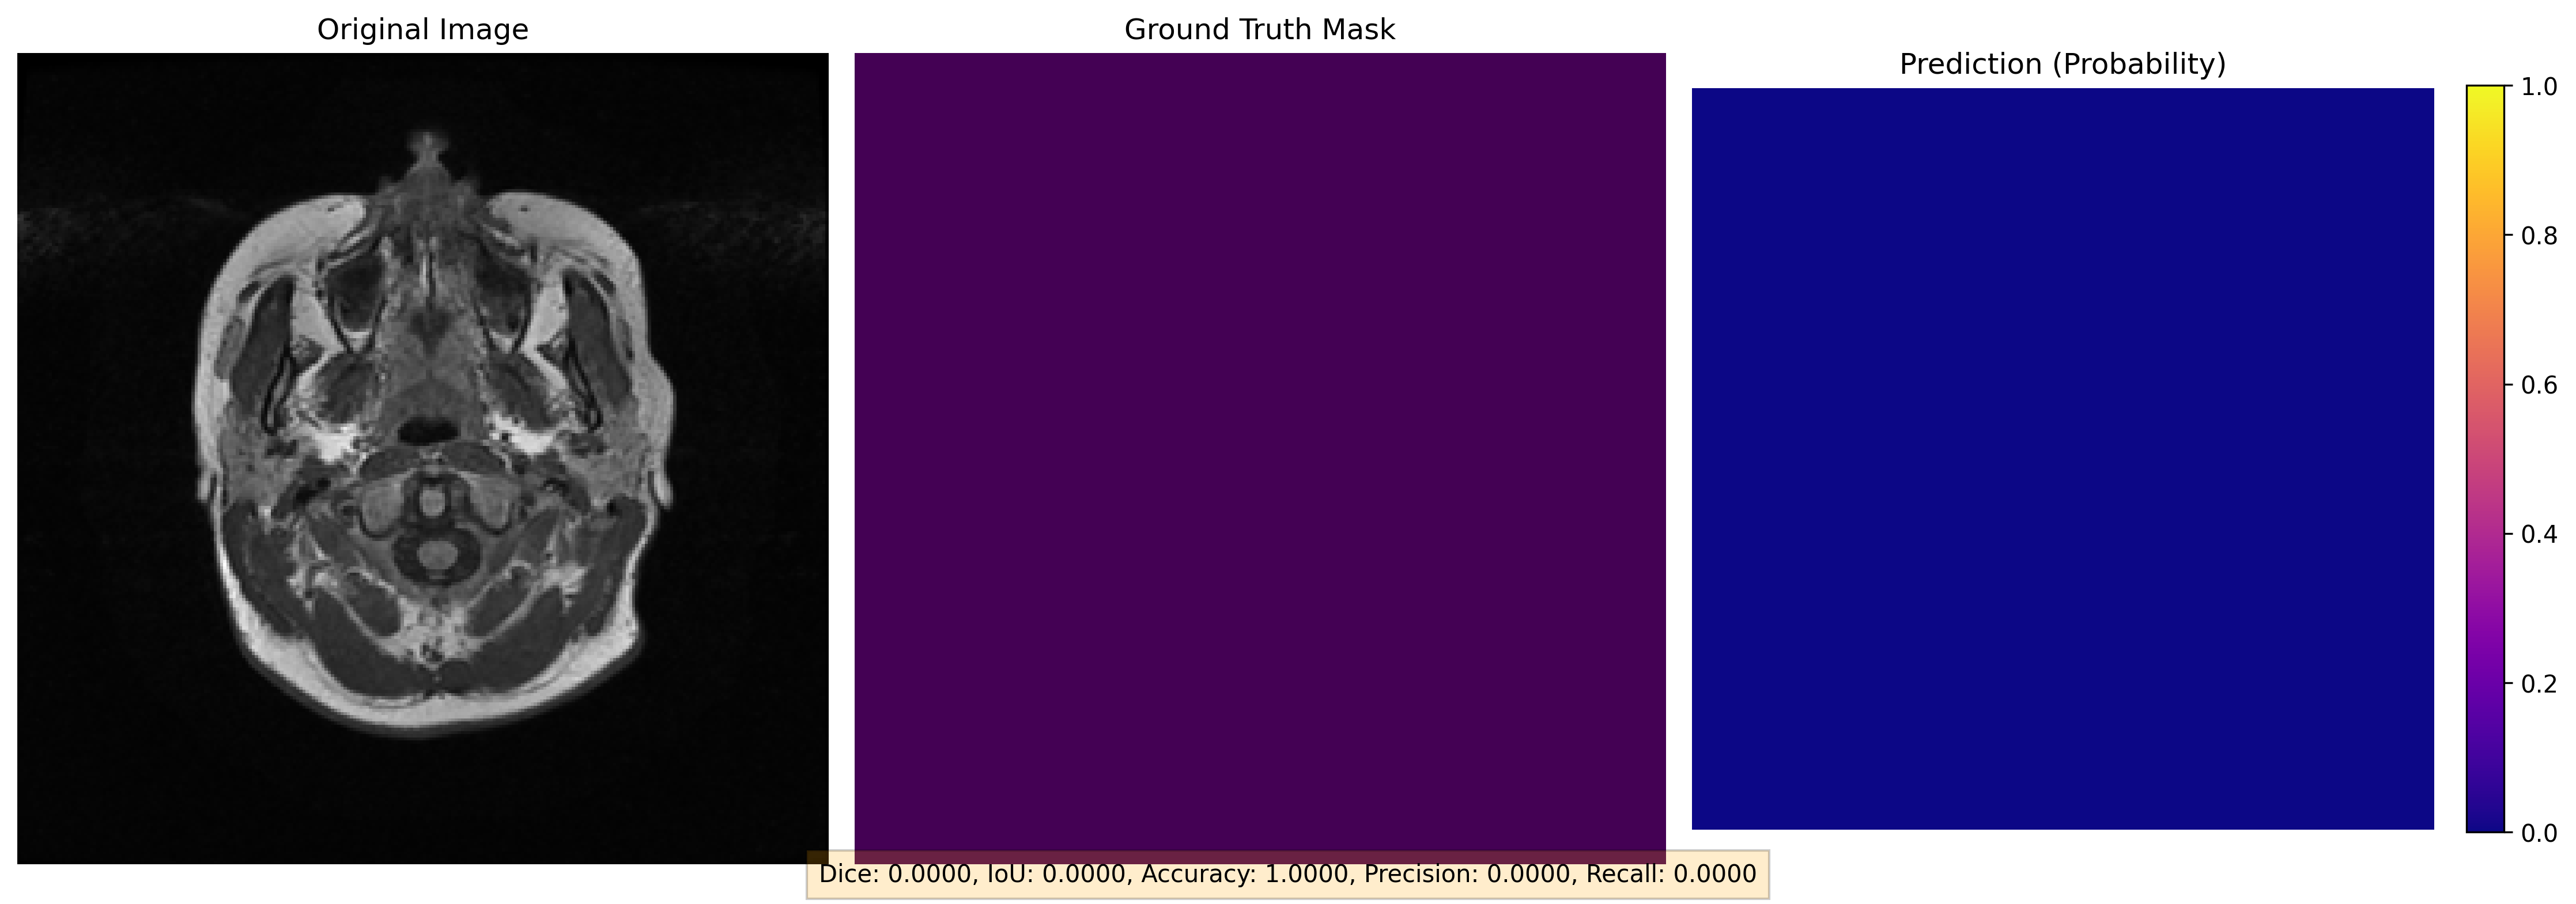 Original Image
Ground Truth Mask
Prediction (Probability)
1.0
0.8
0.6
0.4
0.2
0.0
Dice: 0.0000, IoU: 0.0000, Accuracy: 1.0000, Precision: 0.0000, Recall: 0.0000